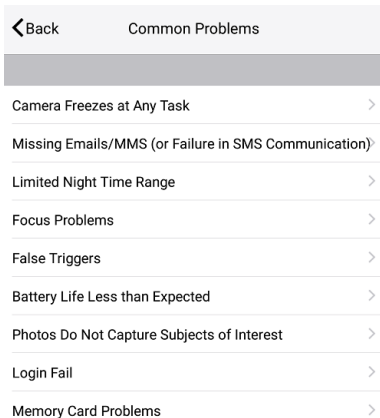 Back Common Problems
Camera Freezes at Any Task
Missing Emails/MMS (or Failure in SMS Communication)
Limited Night Time Range
Focus Problems
False Triggers
Battery Life Less than Expected
Photos Do Not Capture Subjects of Interest
Login Fail
Memory Card Problems